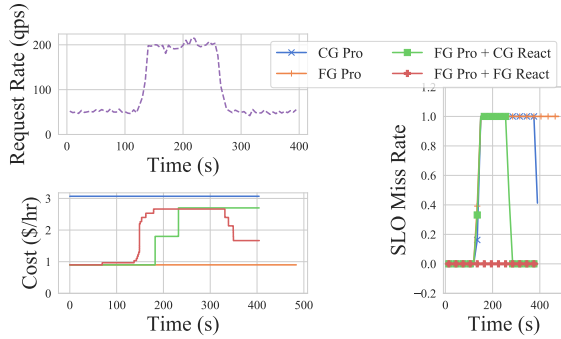 Request Rate (qps)
200
100
0
0 100 200 300 400
Time (s)
CG Pro
FG Pro + CG React
FG Pro
FG Pro + FG React
Cost ($/hr)
3
2
1
0
0 100 200 300 400 500
Time (s)
SLO Miss Rate
1.2
1.0
0.8
0.6
0.4
0.2
0.0
−0.2
0 200 400
Time (s)